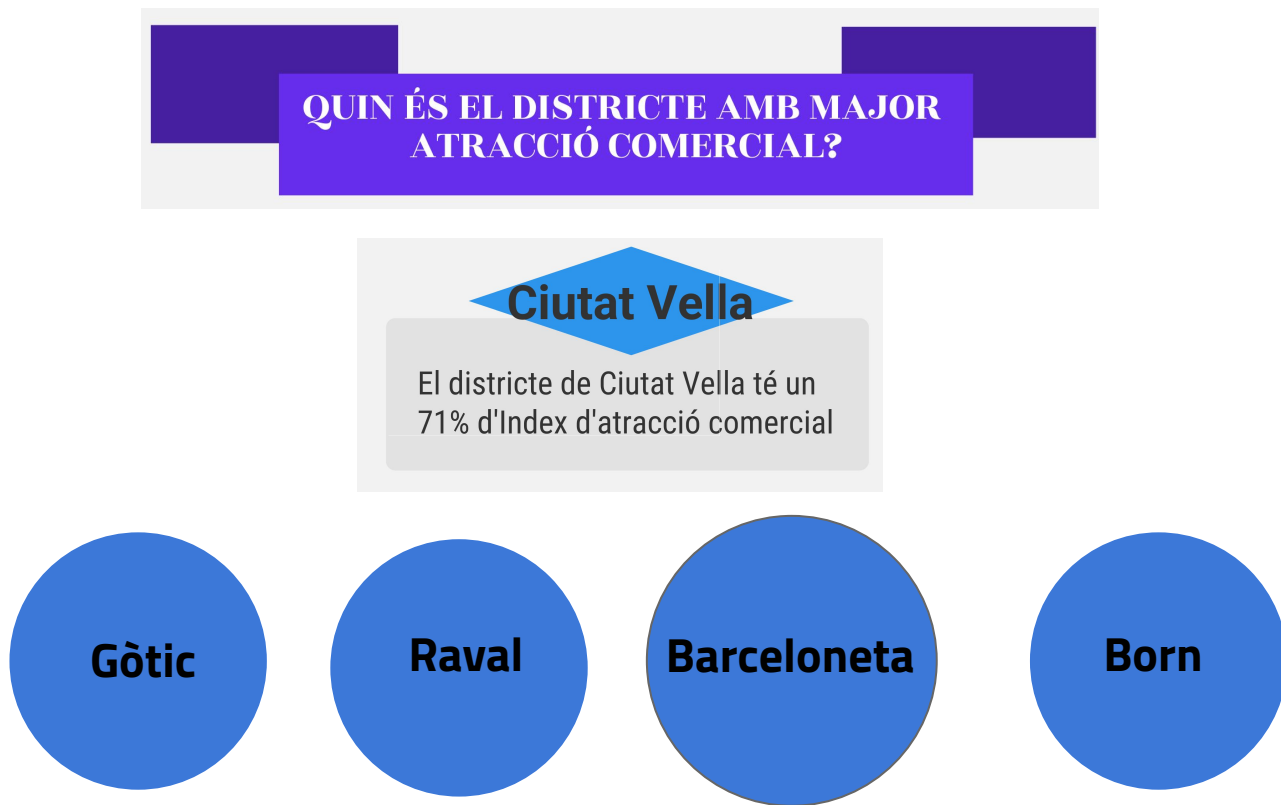 QUIN ÉS EL DISTRICTE AMB MAJOR
ATRACCIÓ COMERCIAL?
Ciutat Vella
El districte de Ciutat Vella té un
71% d'Index d'atracció comercial
Gòtic
Raval
Barceloneta
Born